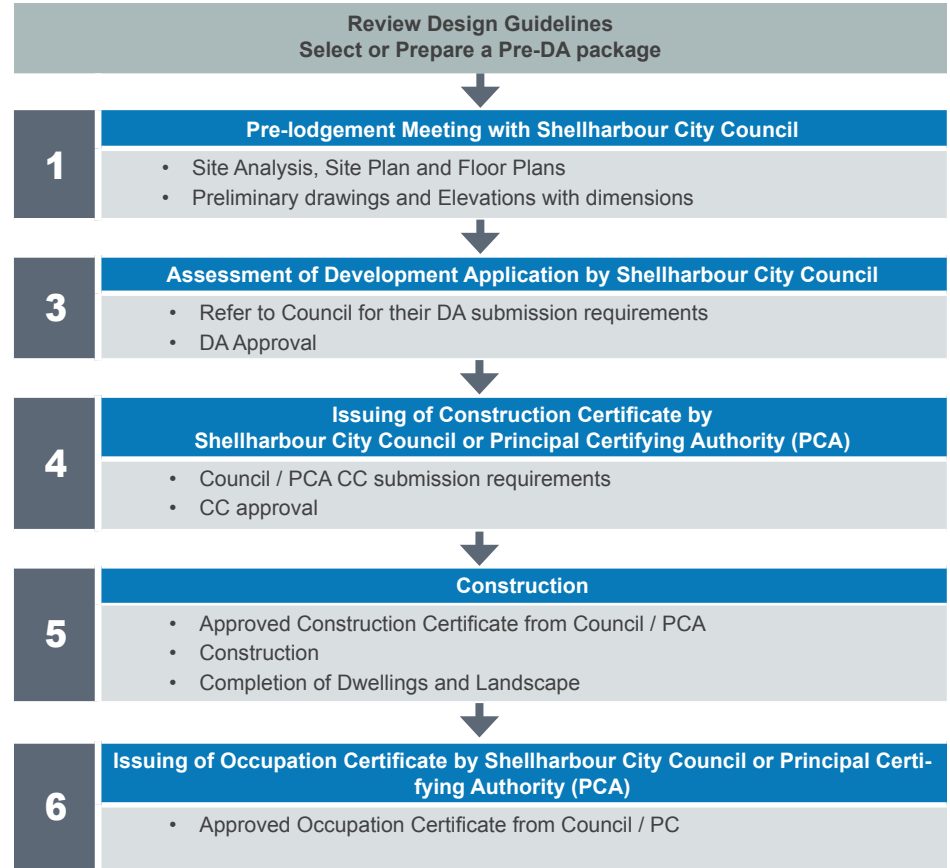 Review Design Guidelines
Select or Prepare a Pre-DA package
1
Pre-lodgement Meeting with Shellharbour City Council
• Site Analysis, Site Plan and Floor Plans
• Preliminary drawings and Elevations with dimensions
3
Assessment of Development Application by Shellharbour City Council
• Refer to Council for their DA submission requirements
• DA Approval
4
Issuing of Construction Certificate by
Shellharbour City Council or Principal Certifying Authority (PCA)
• Council / PCA CC submission requirements
• CC approval
5
Construction
• Approved Construction Certificate from Council / PCA
• Construction
• Completion of Dwellings and Landscape
6
Issuing of Occupation Certificate by Shellharbour City Council or Principal Certi-
fying Authority (PCA)
• Approved Occupation Certificate from Council / PC